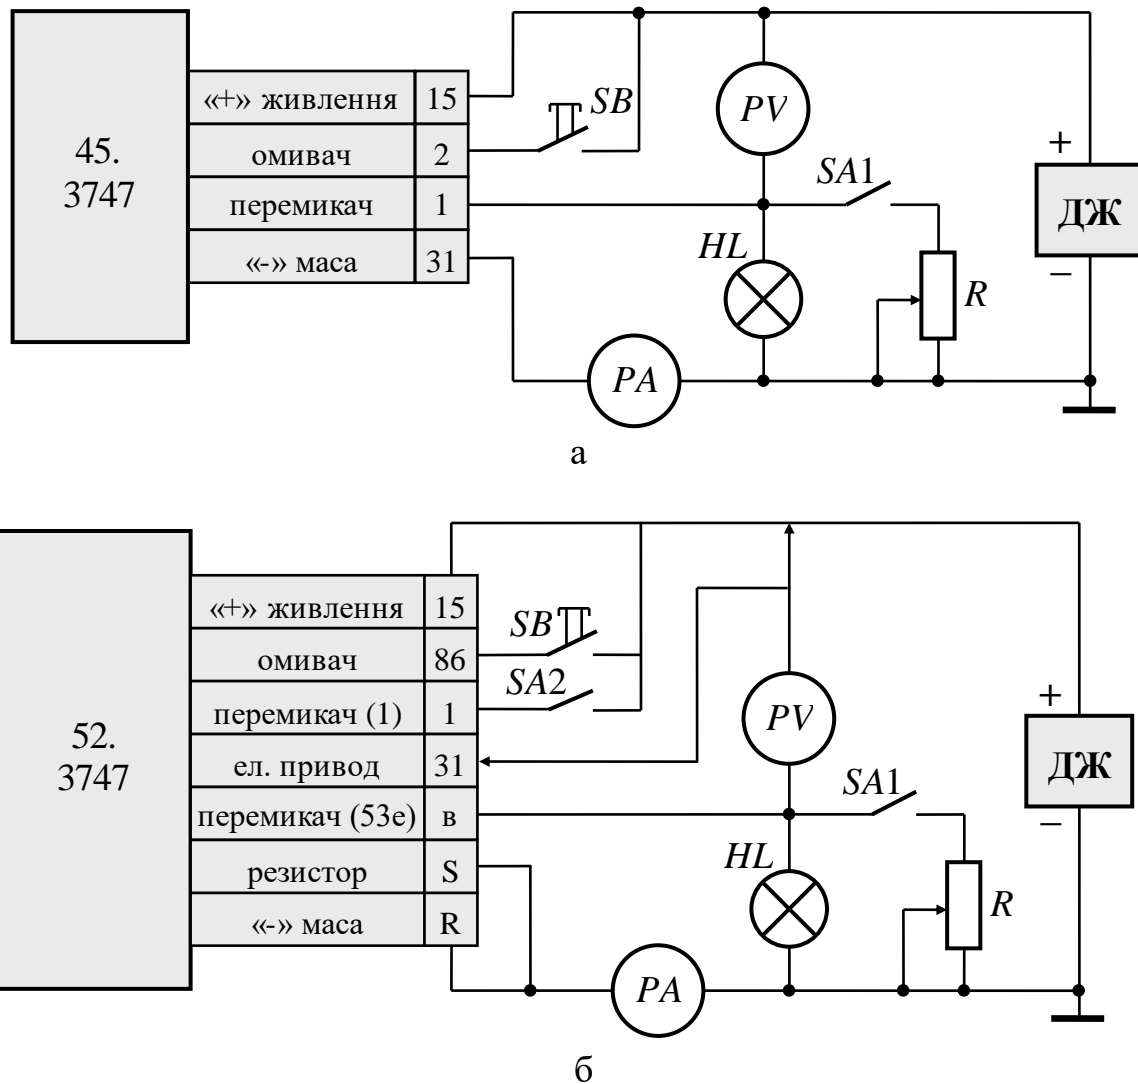 45.
3747
«+» живлення 15
омивач 2
перемикач 1
«-» маса 31
SB
PV
SA1
HL
R
PA
+
ДЖ
−
а
52.
3747
«+» живлення 15
омивач 86
перемикач (1) 1
ел. привод 31
перемикач (53е) в
резистор S
«-» маса R
SB
SA2
PV
SA1
HL
R
PA
+
ДЖ
−
б